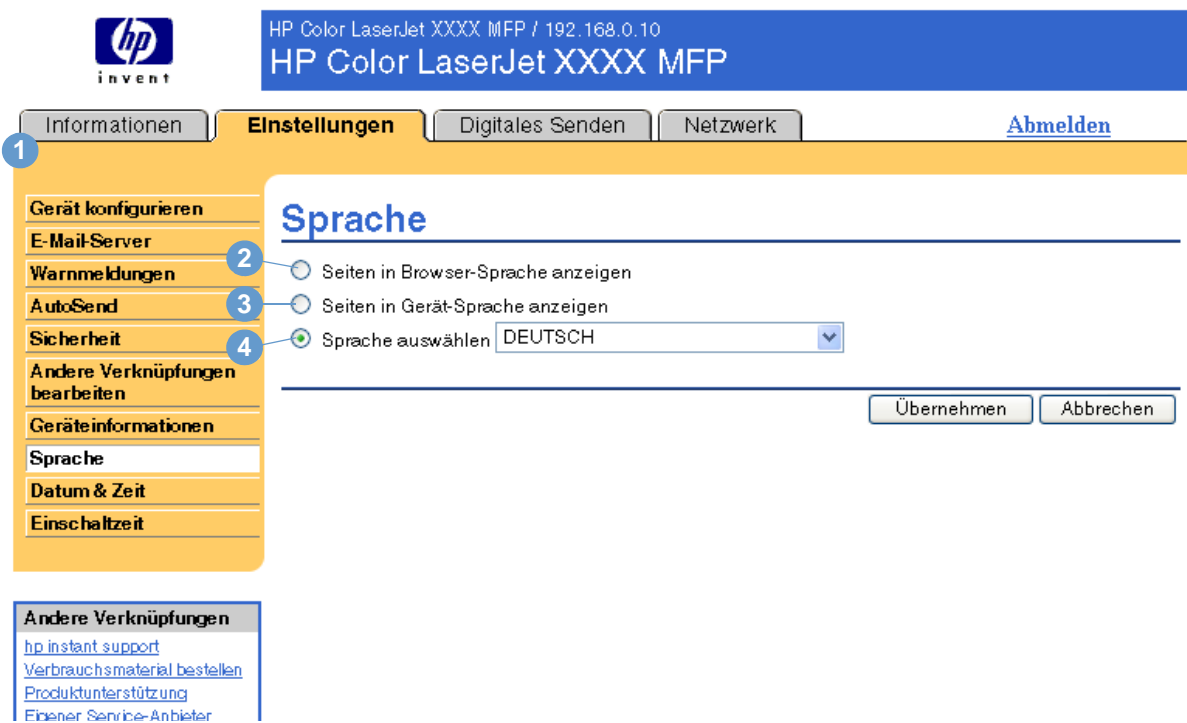 hp
invent
HP Color LaserJet XXXX MFP / 192.168.0.10
HP Color LaserJet XXXX MFP
Informationen
Einstellungen
Digitales Senden
Netzwerk
Abmelden
1
Gerät konfigurieren
E-Mail-Server
Warnmeldungen
AutoSend
Sicherheit
Andere Verknüpfungen
bearbeiten
Geräteinformationen
Sprache
Datum & Zeit
Einschaltzeit
Sprache
2
Seiten in Browser-Sprache anzeigen
3
Seiten in Gerät-Sprache anzeigen
4
Sprache auswählen DEUTSCH
Übernehmen
Abbrechen
Andere Verknüpfungen
hp instant support
Verbrauchsmaterial bestellen
Produktunterstützung
Eigener Service-Anbieter